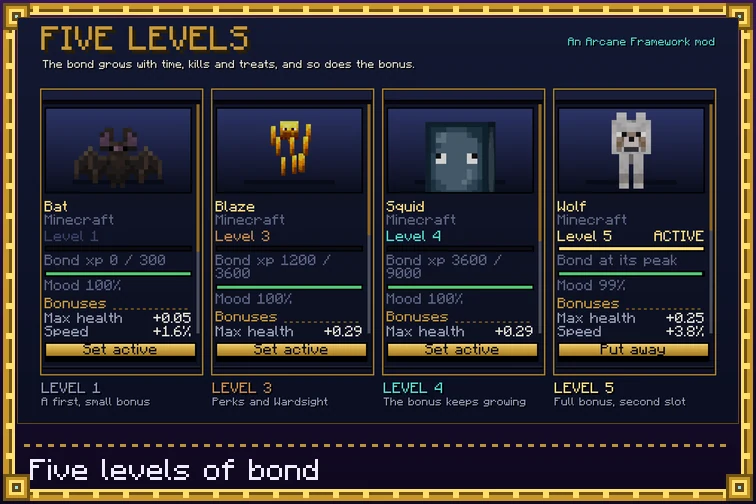 FIVE LEVELS
An Arcane Framework mod
The bond grows with time, kills and treats, and so does the bonus.
Bat
Minecraft
Level 1
Bond xp 0 / 300
Mood 100%
Bonuses
Max health +0.05
Speed +1.6%
Set active
LEVEL 1
A first, small bonus
Blaze
Minecraft
Level 3
Bond xp 1200 /
3600
Mood 100%
Bonuses
Max health +0.29
Set active
LEVEL 3
Perks and Wardsight
Squid
Minecraft
Level 4
Bond xp 3600 /
9000
Mood 100%
Bonuses
Max health +0.29
Set active
LEVEL 4
The bonus keeps growing
Wolf
Minecraft
Level 5 ACTIVE
Bond at its peak
Mood 99%
Bonuses
Max health +0.25
Speed +3.8%
Put away
LEVEL 5
Full bonus, second slot
Five levels of bond